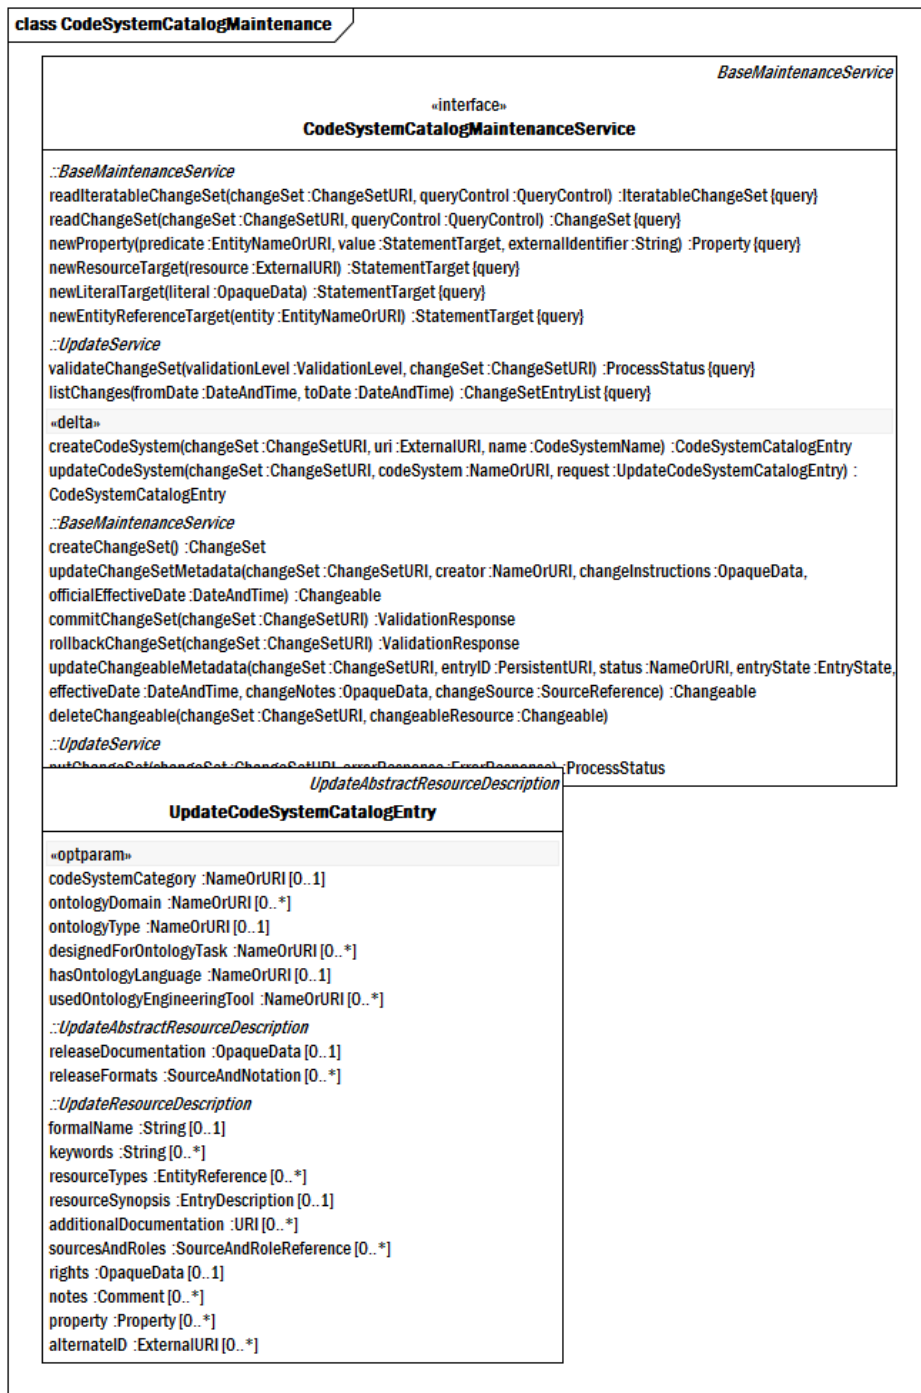 class CodeSystemCatalogMaintenance
BaseMaintenanceService
«interface»
CodeSystemCatalogMaintenanceService
::BaseMaintenanceService
readIteratableChangeSet(changeSet :ChangeSetURI, queryControl :QueryControl) :IteratableChangeSet {query}
readChangeSet(changeSet :ChangeSetURI, queryControl :QueryControl) :ChangeSet {query}
newProperty(predicate :EntityNameOrURI, value :StatementTarget, externalIdentifier :String) :Property {query}
newResourceTarget(resource :ExternalURI) :StatementTarget {query}
newLiteralTarget(literal :OpaqueData) :StatementTarget {query}
newEntityReferenceTarget(entity :EntityNameOrURI) :StatementTarget {query}
::UpdateService
validateChangeSet(validationLevel :ValidationLevel, changeSet :ChangeSetURI) :ProcessStatus {query}
listChanges(fromDate :DateAndTime, toDate :DateAndTime) :ChangeSetEntryList {query}
«delta»
createCodeSystem(changeSet :ChangeSetURI, uri :ExternalURI, name :CodeSystemName) :CodeSystemCatalogEntry
updateCodeSystem(changeSet :ChangeSetURI, codeSystem :NameOrURI, request :UpdateCodeSystemCatalogEntry) :
CodeSystemCatalogEntry
::BaseMaintenanceService
createChangeSet() :ChangeSet
updateChangeSetMetadata(changeSet :ChangeSetURI, creator :NameOrURI, changeInstructions :OpaqueData,
officialEffectiveDate :DateAndTime) :Changeable
commitChangeSet(changeSet :ChangeSetURI) :ValidationResponse
rollbackChangeSet(changeSet :ChangeSetURI) :ValidationResponse
updateChangeableMetadata(changeSet :ChangeSetURI, entryID :PersistentURI, status :NameOrURI, entryState :EntryState,
effectiveDate :DateAndTime, changeNotes :OpaqueData, changeSource :SourceReference) :Changeable
deleteChangeable(changeSet :ChangeSetURI, changeableResource :Changeable)
::UpdateService
:ProcessStatus
UpdateAbstractResourceDescription
UpdateCodeSystemCatalogEntry
«optparam»
codeSystemCategory :NameOrURI [0..1]
ontologyDomain :NameOrURI [0..*]
ontologyType :NameOrURI [0..1]
designedForOntologyTask :NameOrURI [0..*]
hasOntologyLanguage :NameOrURI [0..1]
usedOntologyEngineeringTool :NameOrURI [0..*]
::UpdateAbstractResourceDescription
releaseDocumentation :OpaqueData [0..1]
releaseFormats :SourceAndNotation [0..*]
::UpdateResourceDescription
formalName :String [0..1]
keywords :String [0..*]
resourceTypes :EntityReference [0..*]
resourceSynopsis :EntryDescription [0..1]
additionalDocumentation :URI [0..*]
sourcesAndRoles :SourceAndRoleReference [0..*]
rights :OpaqueData [0..1]
notes :Comment [0..*]
property :Property [0..*]
alternateID :ExternalURI [0..*]